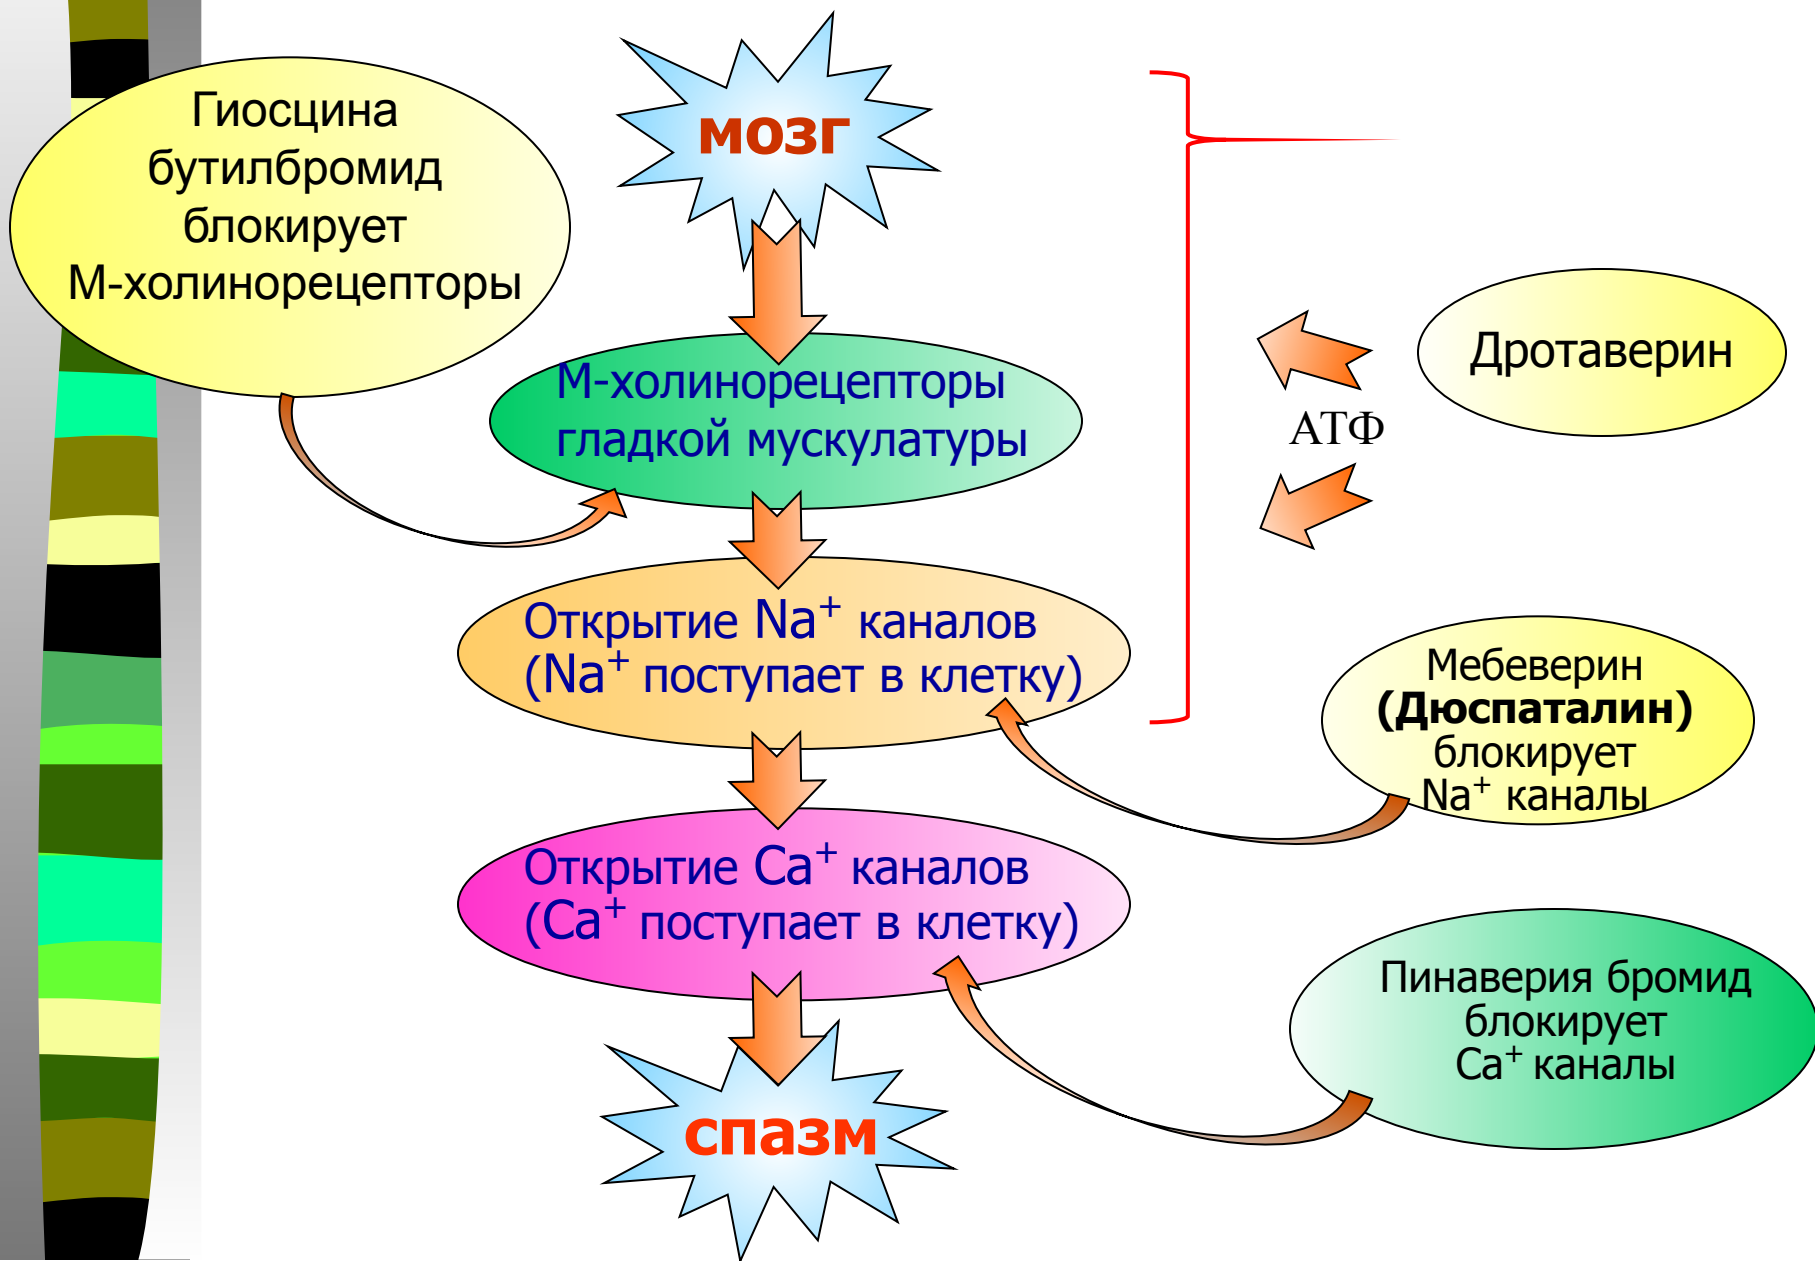 Гиосцина
бутилбромид
блокирует
М-холинорецепторы
мозг
М-холинорецепторы
гладкой мускулатуры
Дротаверин
АТФ
Открытие Na⁺ каналов
(Na⁺ поступает в клетку)
Мебеверин
(Дюспаталин)
блокирует
Na⁺ каналы
Открытие Ca⁺ каналов
(Ca⁺ поступает в клетку)
Пинаверия бромид
блокирует
Ca⁺ каналы
спазм